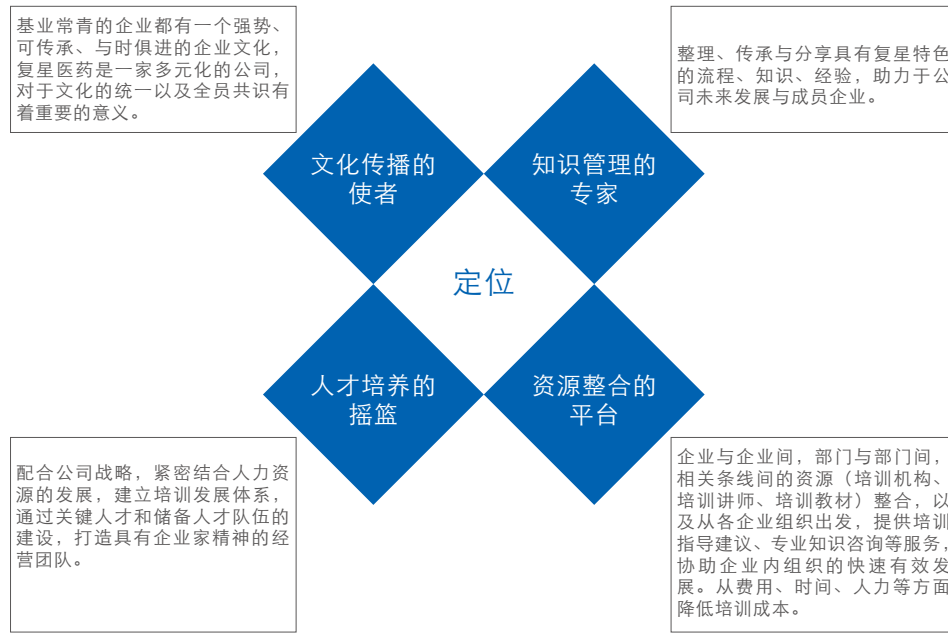 基业常青的企业都有一个强势、
可传承、与时俱进的企业文化，
复星医药是一家多元化的公司，
对于文化的统一以及全员共识有
着重要的意义。
整理、传承与分享具有复星特色
的流程、知识、经验，助力于公
司未来发展与成员企业。
文化传播的
使者
知识管理的
专家
定位
人才培养的
摇篮
资源整合的
平台
配合公司战略，紧密结合人力资
源的发展，建立培训发展体系，
通过关键人才和储备人才队伍的
建设，打造具有企业家精神的经
营团队。
企业与企业间，部门与部门间，
相关条线间的资源（培训机构、
培训讲师、培训教材）整合，以
及从各企业组织出发，提供培训
指导建议、专业知识咨询等服务，
协助企业内组织的快速有效发
展。从费用、时间、人力等方面
降低培训成本。